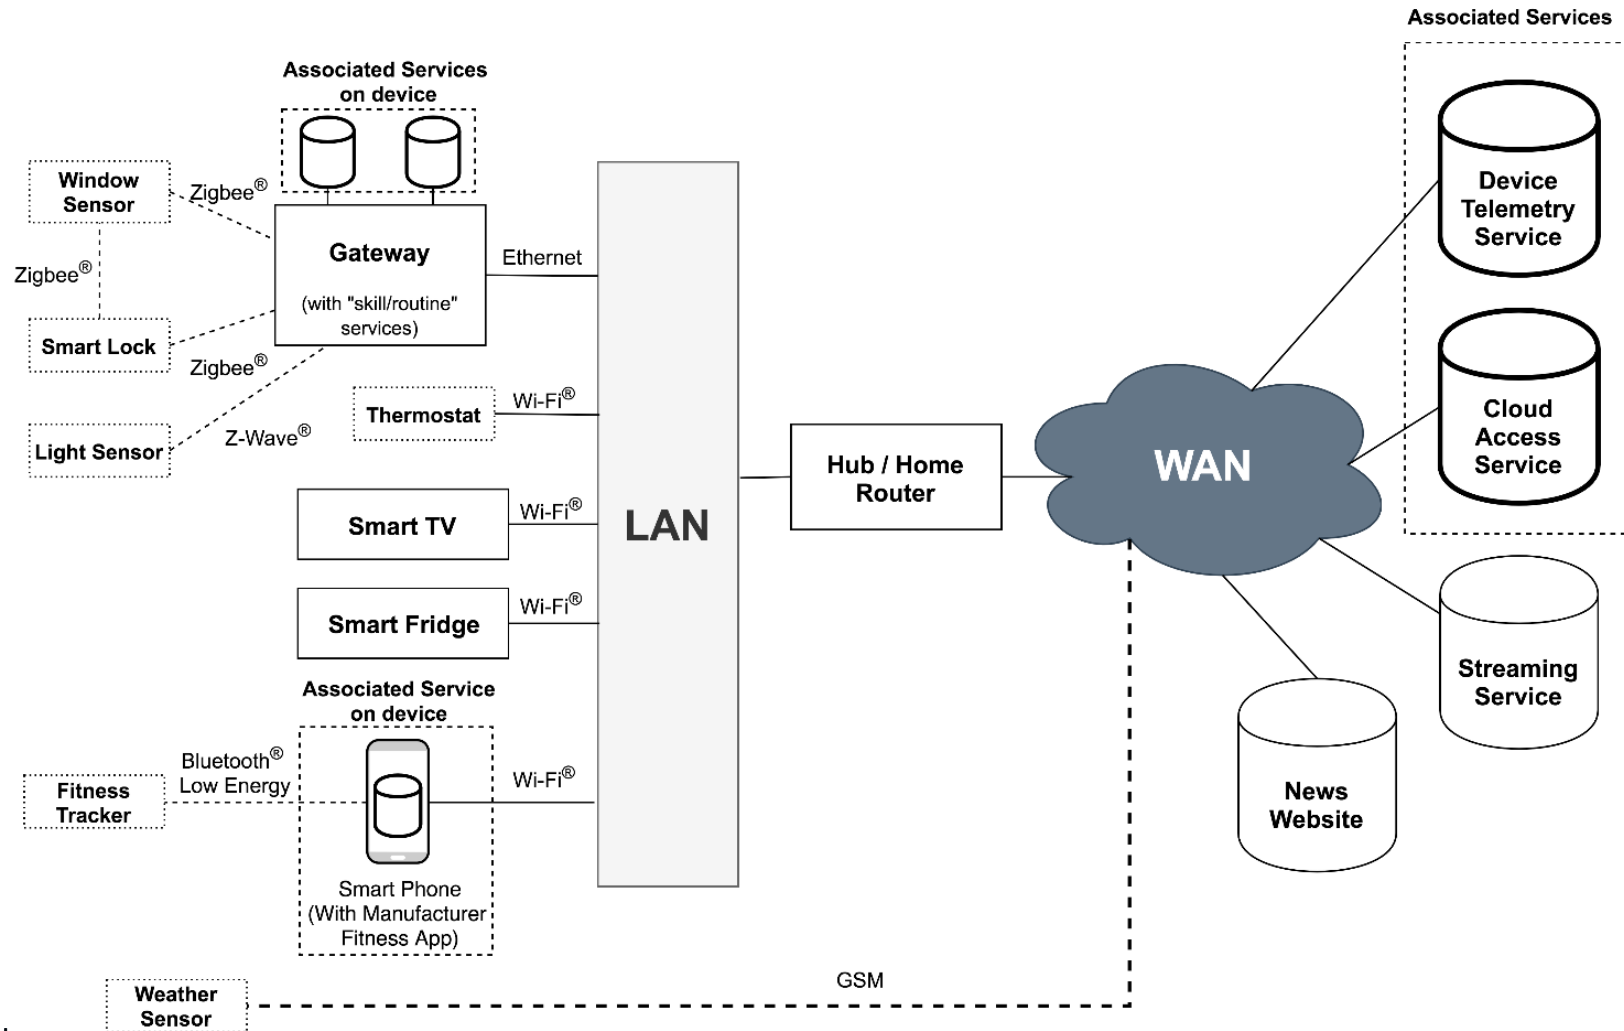 Associated Services
Associated Services
on device
Window
Sensor
Zigbee®
Zigbee®
Gateway
(with "skill/routine"
services)
Ethernet
Smart Lock
Zigbee®
Light Sensor
Z-Wave®
Thermostat
Wi-Fi®
Smart TV
Wi-Fi®
Smart Fridge
Wi-Fi®
Associated Service
on device
Fitness
Tracker
Bluetooth®
Low Energy
Wi-Fi®
Smart Phone
(With Manufacturer
Fitness App)
Weather
Sensor
GSM
LAN
Hub / Home
Router
WAN
Device
Telemetry
Service
Cloud
Access
Service
Streaming
Service
News
Website